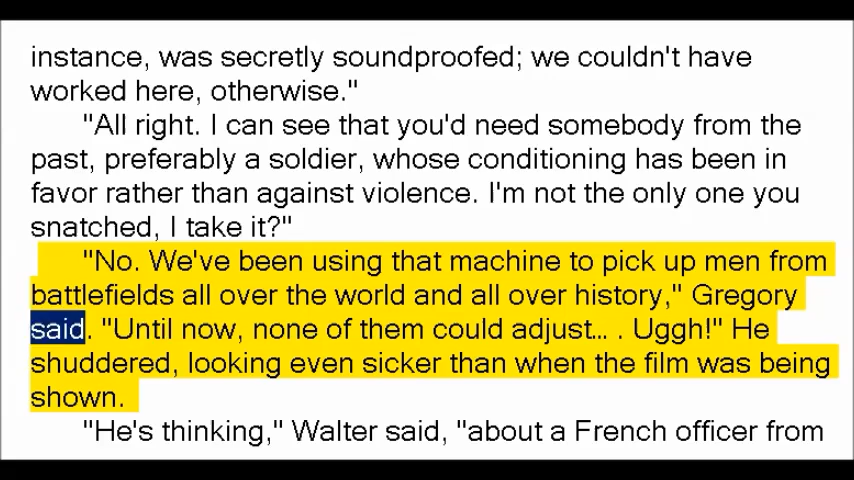 instance, was secretly soundproofed; we couldn't have
worked here, otherwise."
"All right. I can see that you'd need somebody from the
past, preferably a soldier, whose conditioning has been in
favor rather than against violence. I'm not the only one you
snatched, I take it?"
"No. We've been using that machine to pick up men from
battlefields all over the world and all over history," Gregory
said. "Until now, none of them could adjust... . Uggh!" He
shuddered, looking even sicker than when the film was being
shown.
"He's thinking," Walter said, "about a French officer from